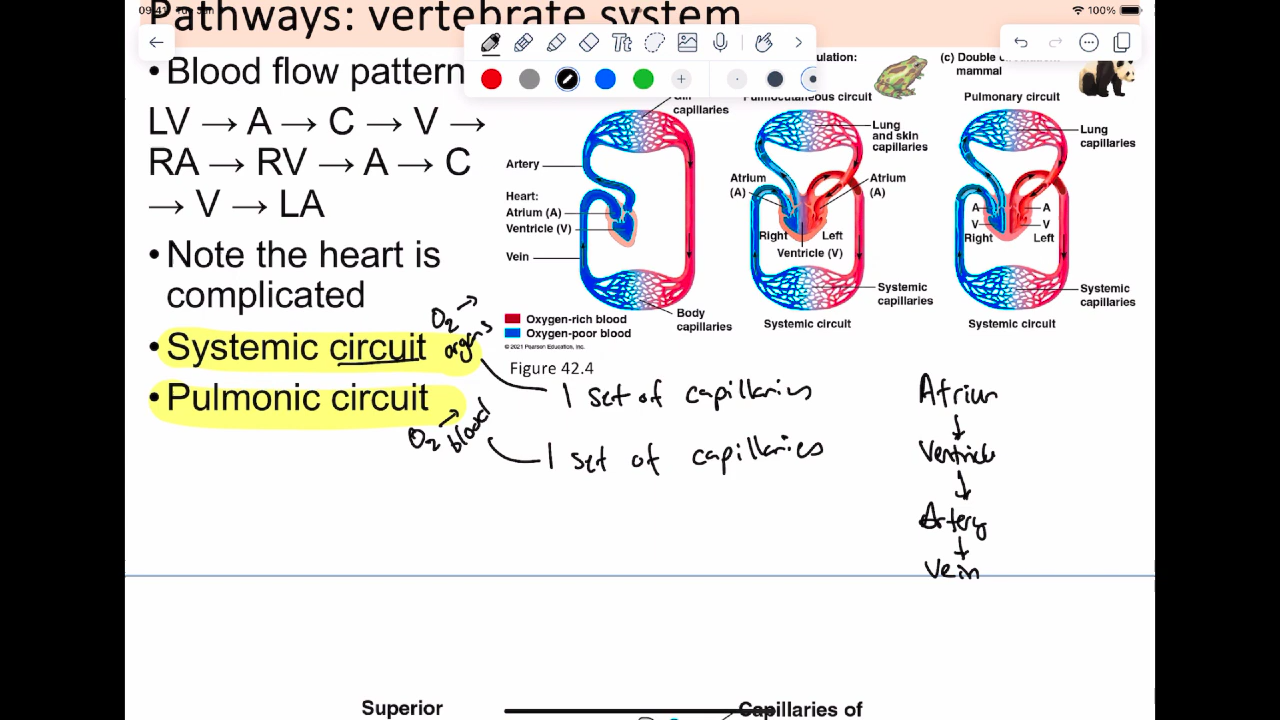 Pathways: vertebrate system
09:41
100%
Tt
• Blood flow pattern
LV → A → C → V →
RA → RV → A → C
→ V → LA
• Note the heart is
complicated
• Systemic circuit
O₂ →
organs
• Pulmonic circuit
O₂ →
blood
Gill
capillaries
Artery
Heart:
Atrium (A)
Ventricle (V)
Vein
Body
capillaries
Oxygen-rich blood
Oxygen-poor blood
© 2021 Pearson Education, Inc.
Figure 42.4
ulation:
Pulmocutaneous circuit
Lung
and skin
capillaries
Atrium
(A)
Atrium
(A)
Right
Left
Ventricle (V)
Systemic
capillaries
Systemic circuit
(c) Double
mammal
Pulmonary circuit
Lung
capillaries
A
A
V
V
Right
Left
Systemic
capillaries
Systemic circuit
1 set of capillaries
1 set of capillaries
Atrium
↓
Ventricle
↓
Artery
↓
Vein
Superior
Capillaries of